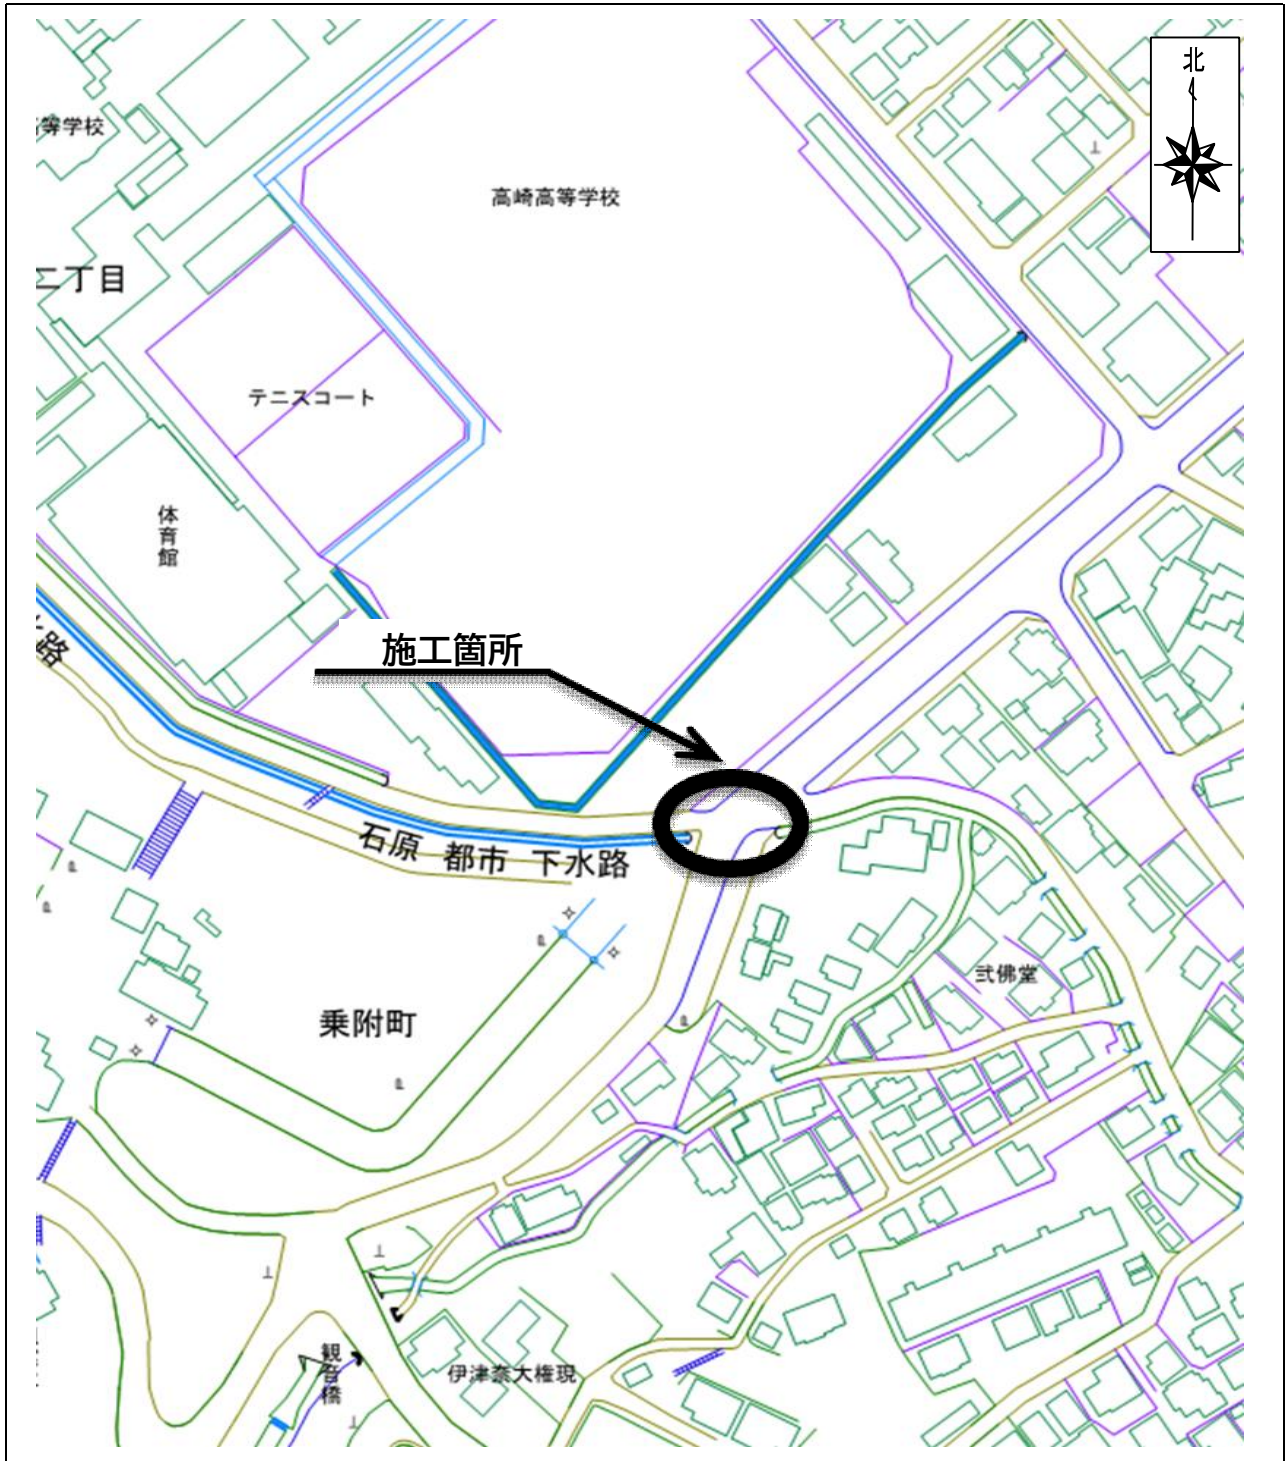 北
等学校
高崎高等学校
二丁目
テニスコート
体育館
路
施工箇所
石原 都市 下水路
弐佛堂
乗附町
観音橋
伊津奈大権現